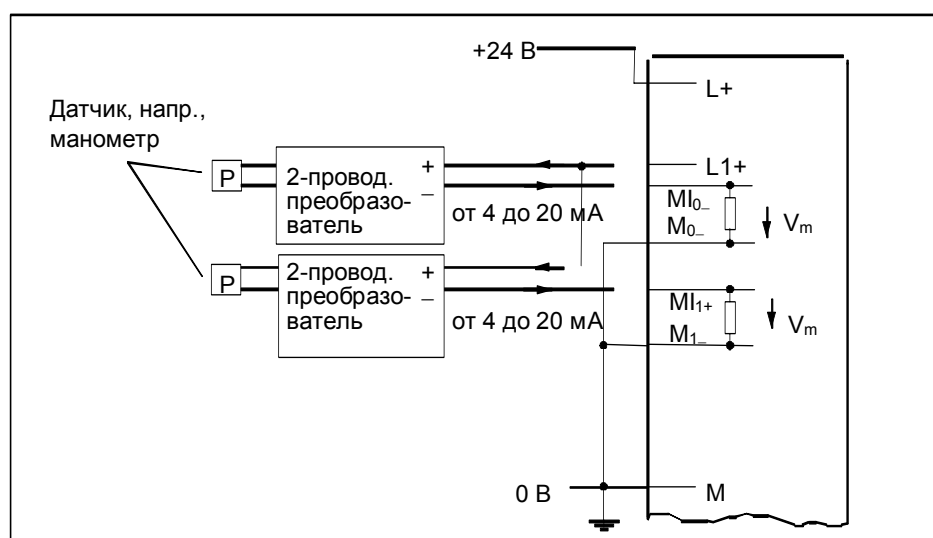 +24 В
L+
Датчик, напр.,
манометр
P
2-провод.
преобразо-
ватель
+
–
от 4 до 20 мА
L1+
MI0–
M0–
Vm
P
2-провод.
преобразо-
ватель
+
–
от 4 до 20 мА
MI1+
M1–
Vm
0 В
M